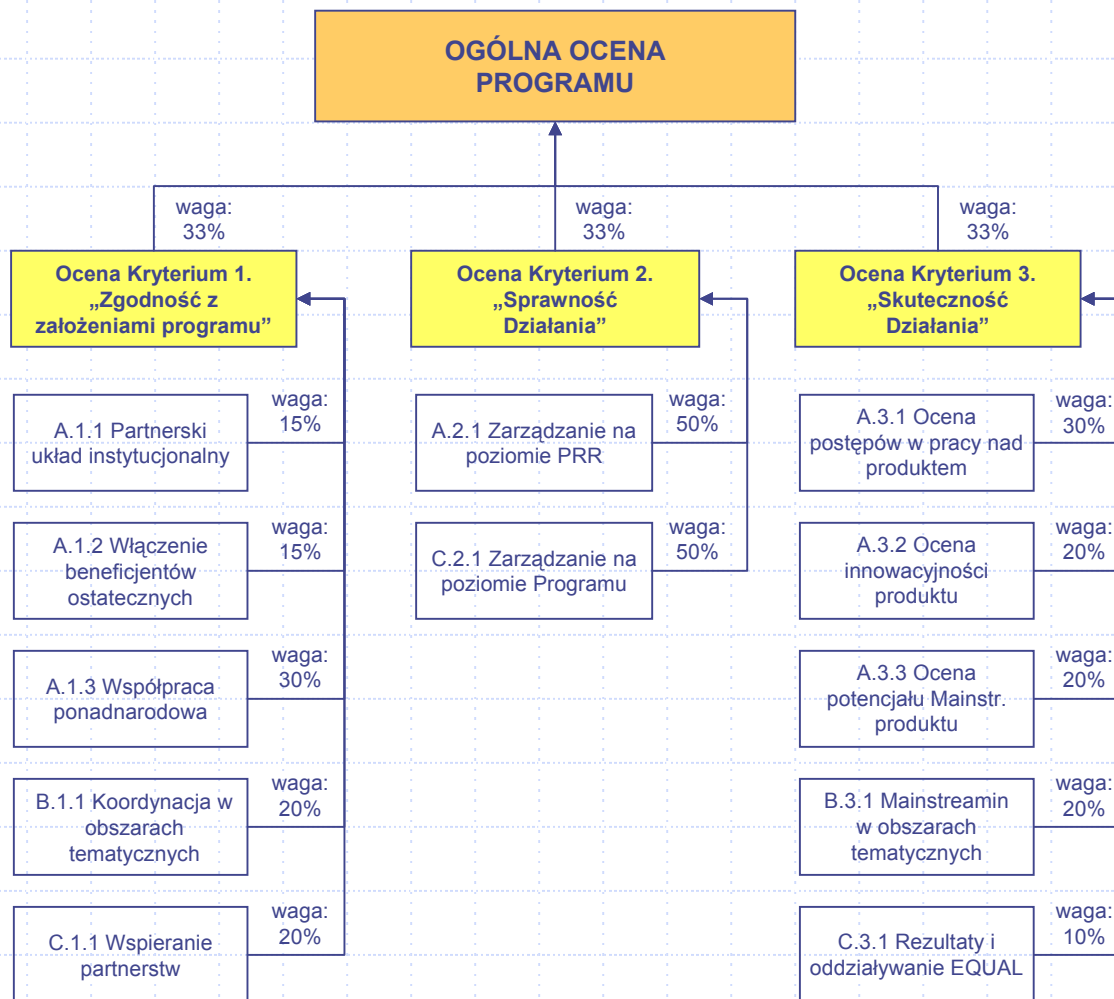 OGÓLNA OCENA
PROGRAMU
waga:
33%
waga:
33%
waga:
33%
Ocena Kryterium 1.
„Zgodność z
założeniami programu”
Ocena Kryterium 2.
„Sprawność
Działania”
Ocena Kryterium 3.
„Skuteczność
Działania”
A.1.1 Partnerski
układ instytucjonalny
waga:
15%
A.1.2 Włączenie
beneficjentów
ostatecznych
waga:
15%
A.1.3 Współpraca
ponadnarodowa
waga:
30%
B.1.1 Koordynacja w
obszarach
tematycznych
waga:
20%
C.1.1 Wspieranie
partnerstw
waga:
20%
A.2.1 Zarządzanie na
poziomie PRR
waga:
50%
C.2.1 Zarządzanie na
poziomie Programu
waga:
50%
A.3.1 Ocena
postępów w pracy nad
produktem
waga:
30%
A.3.2 Ocena
innowacyjności
produktu
waga:
20%
A.3.3 Ocena
potencjału Mainstr.
produktu
waga:
20%
B.3.1 Mainstreamin
w obszarach
tematycznych
waga:
20%
C.3.1 Rezultaty i
oddziaływanie EQUAL
waga:
10%